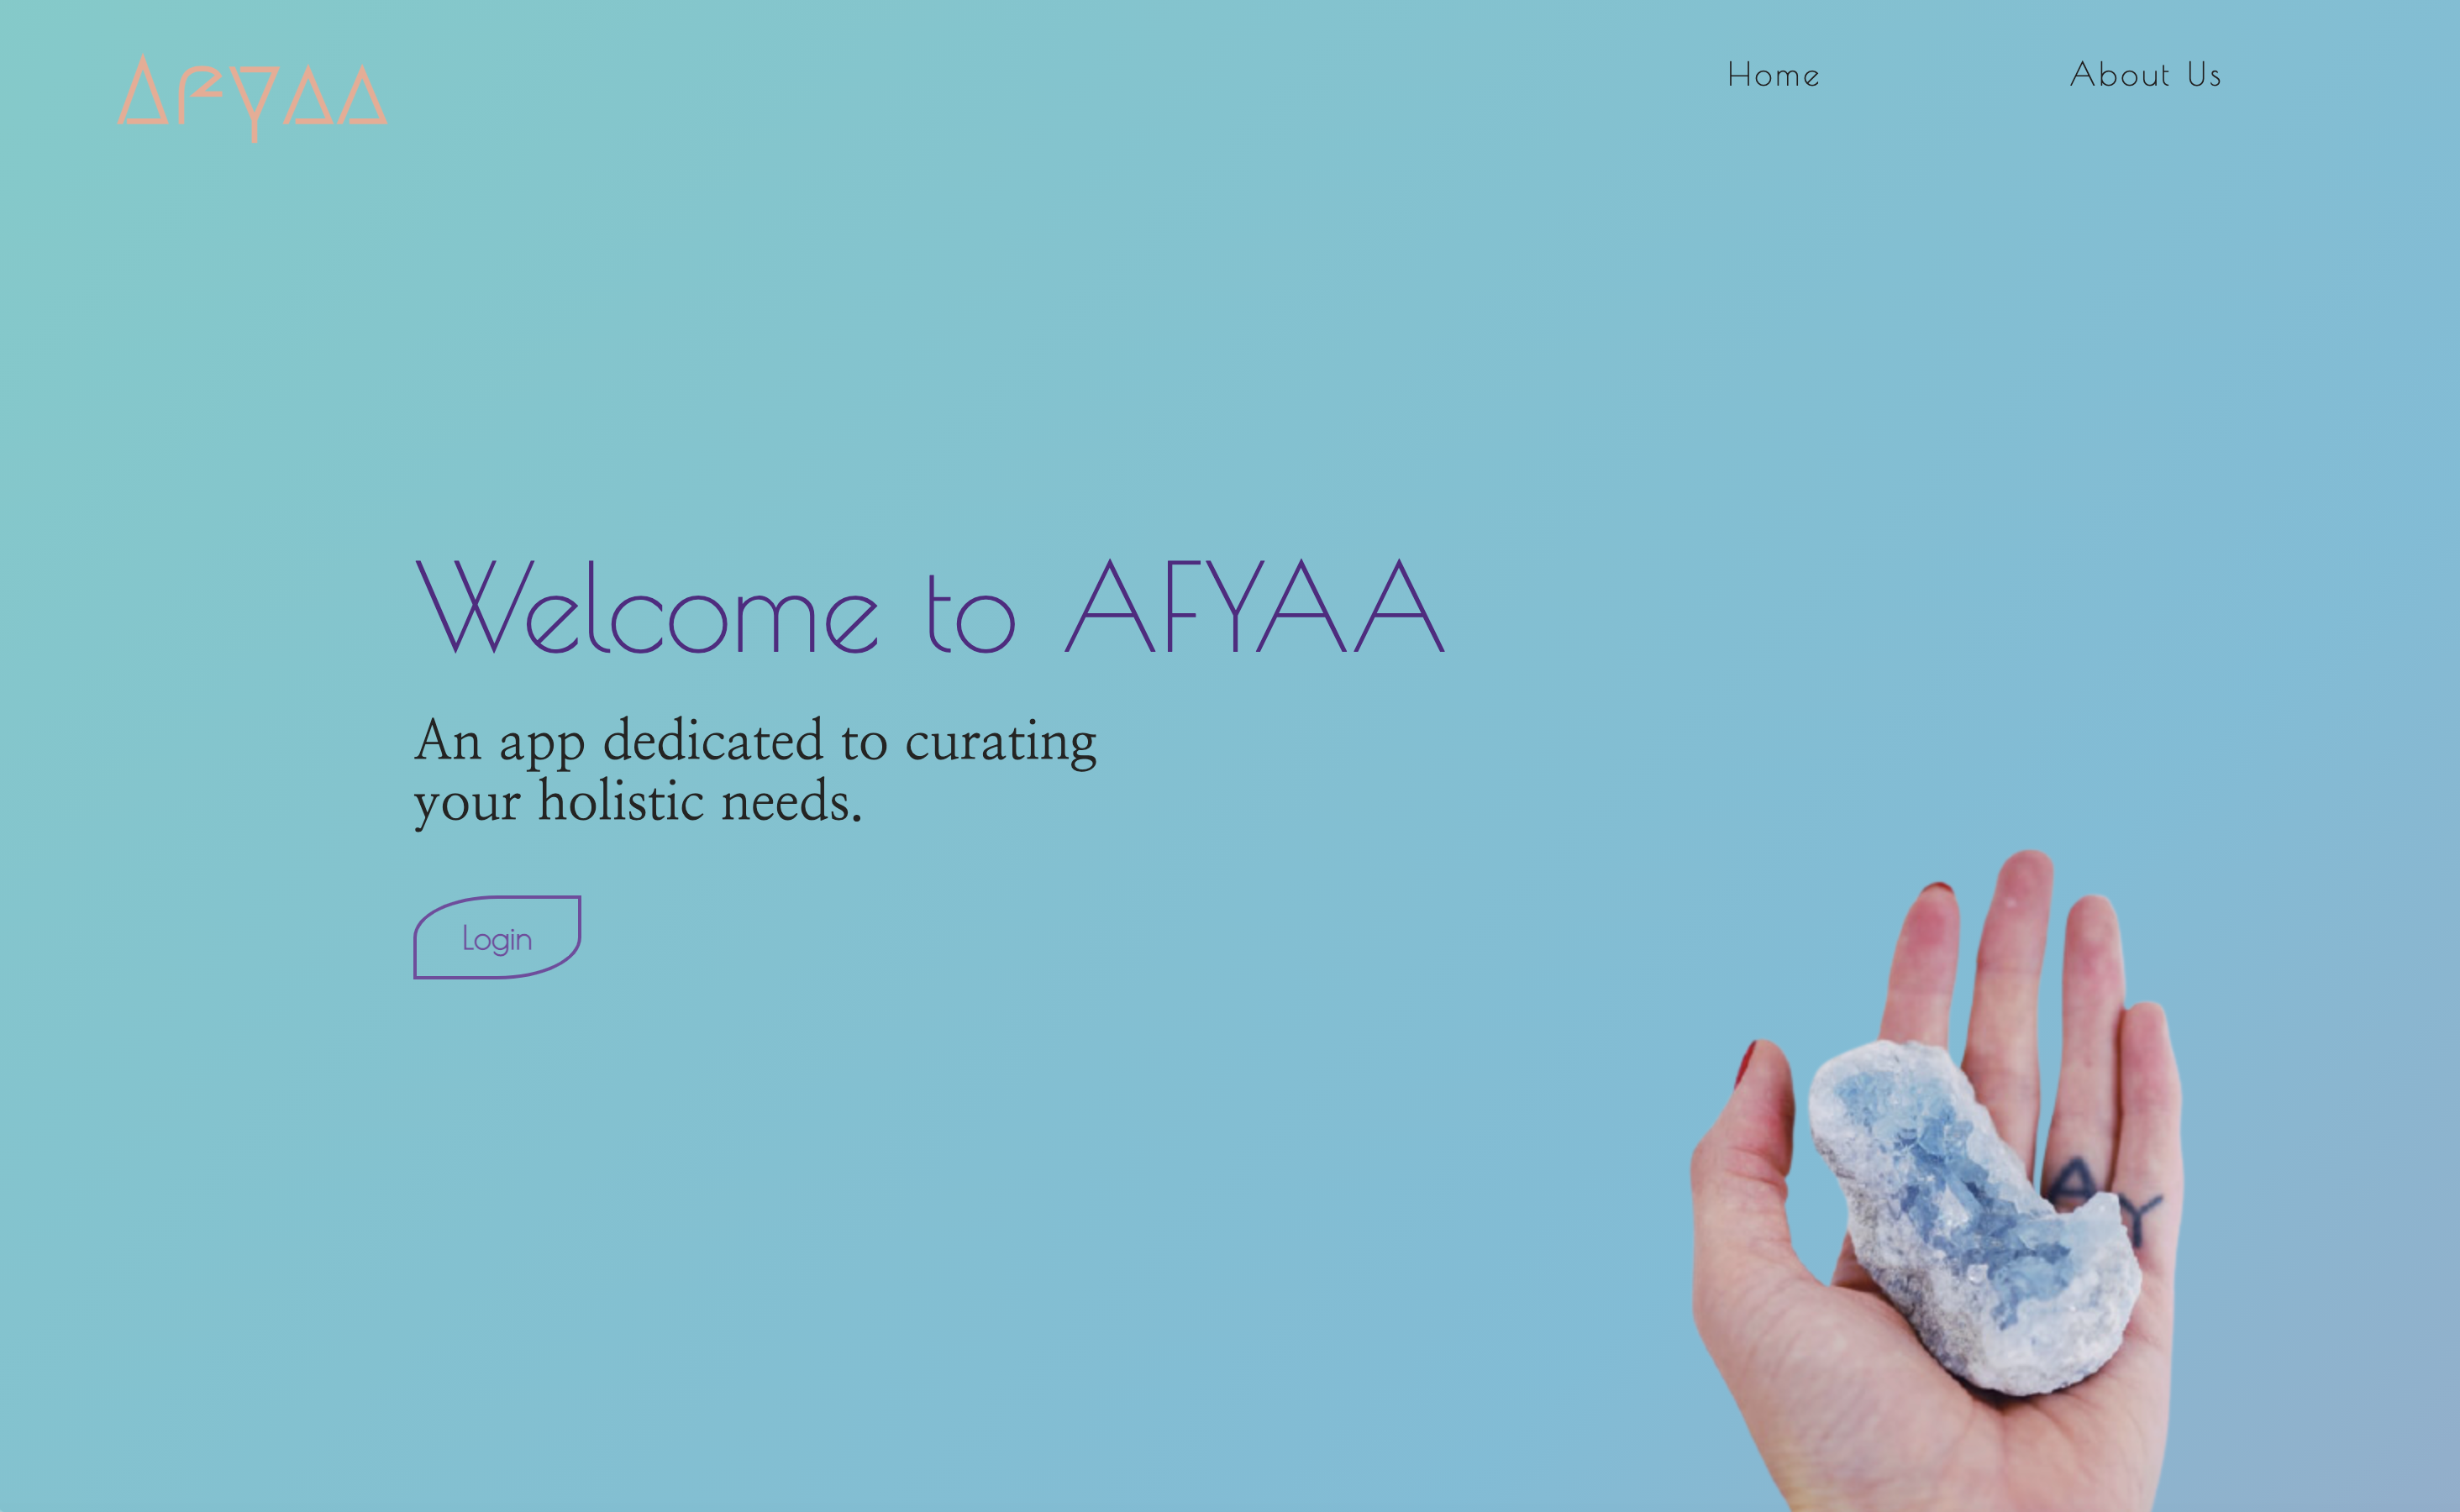 AFYAA
Home
About Us
Welcome to AFYAA
An app dedicated to curating
your holistic needs.
Login
A
Y